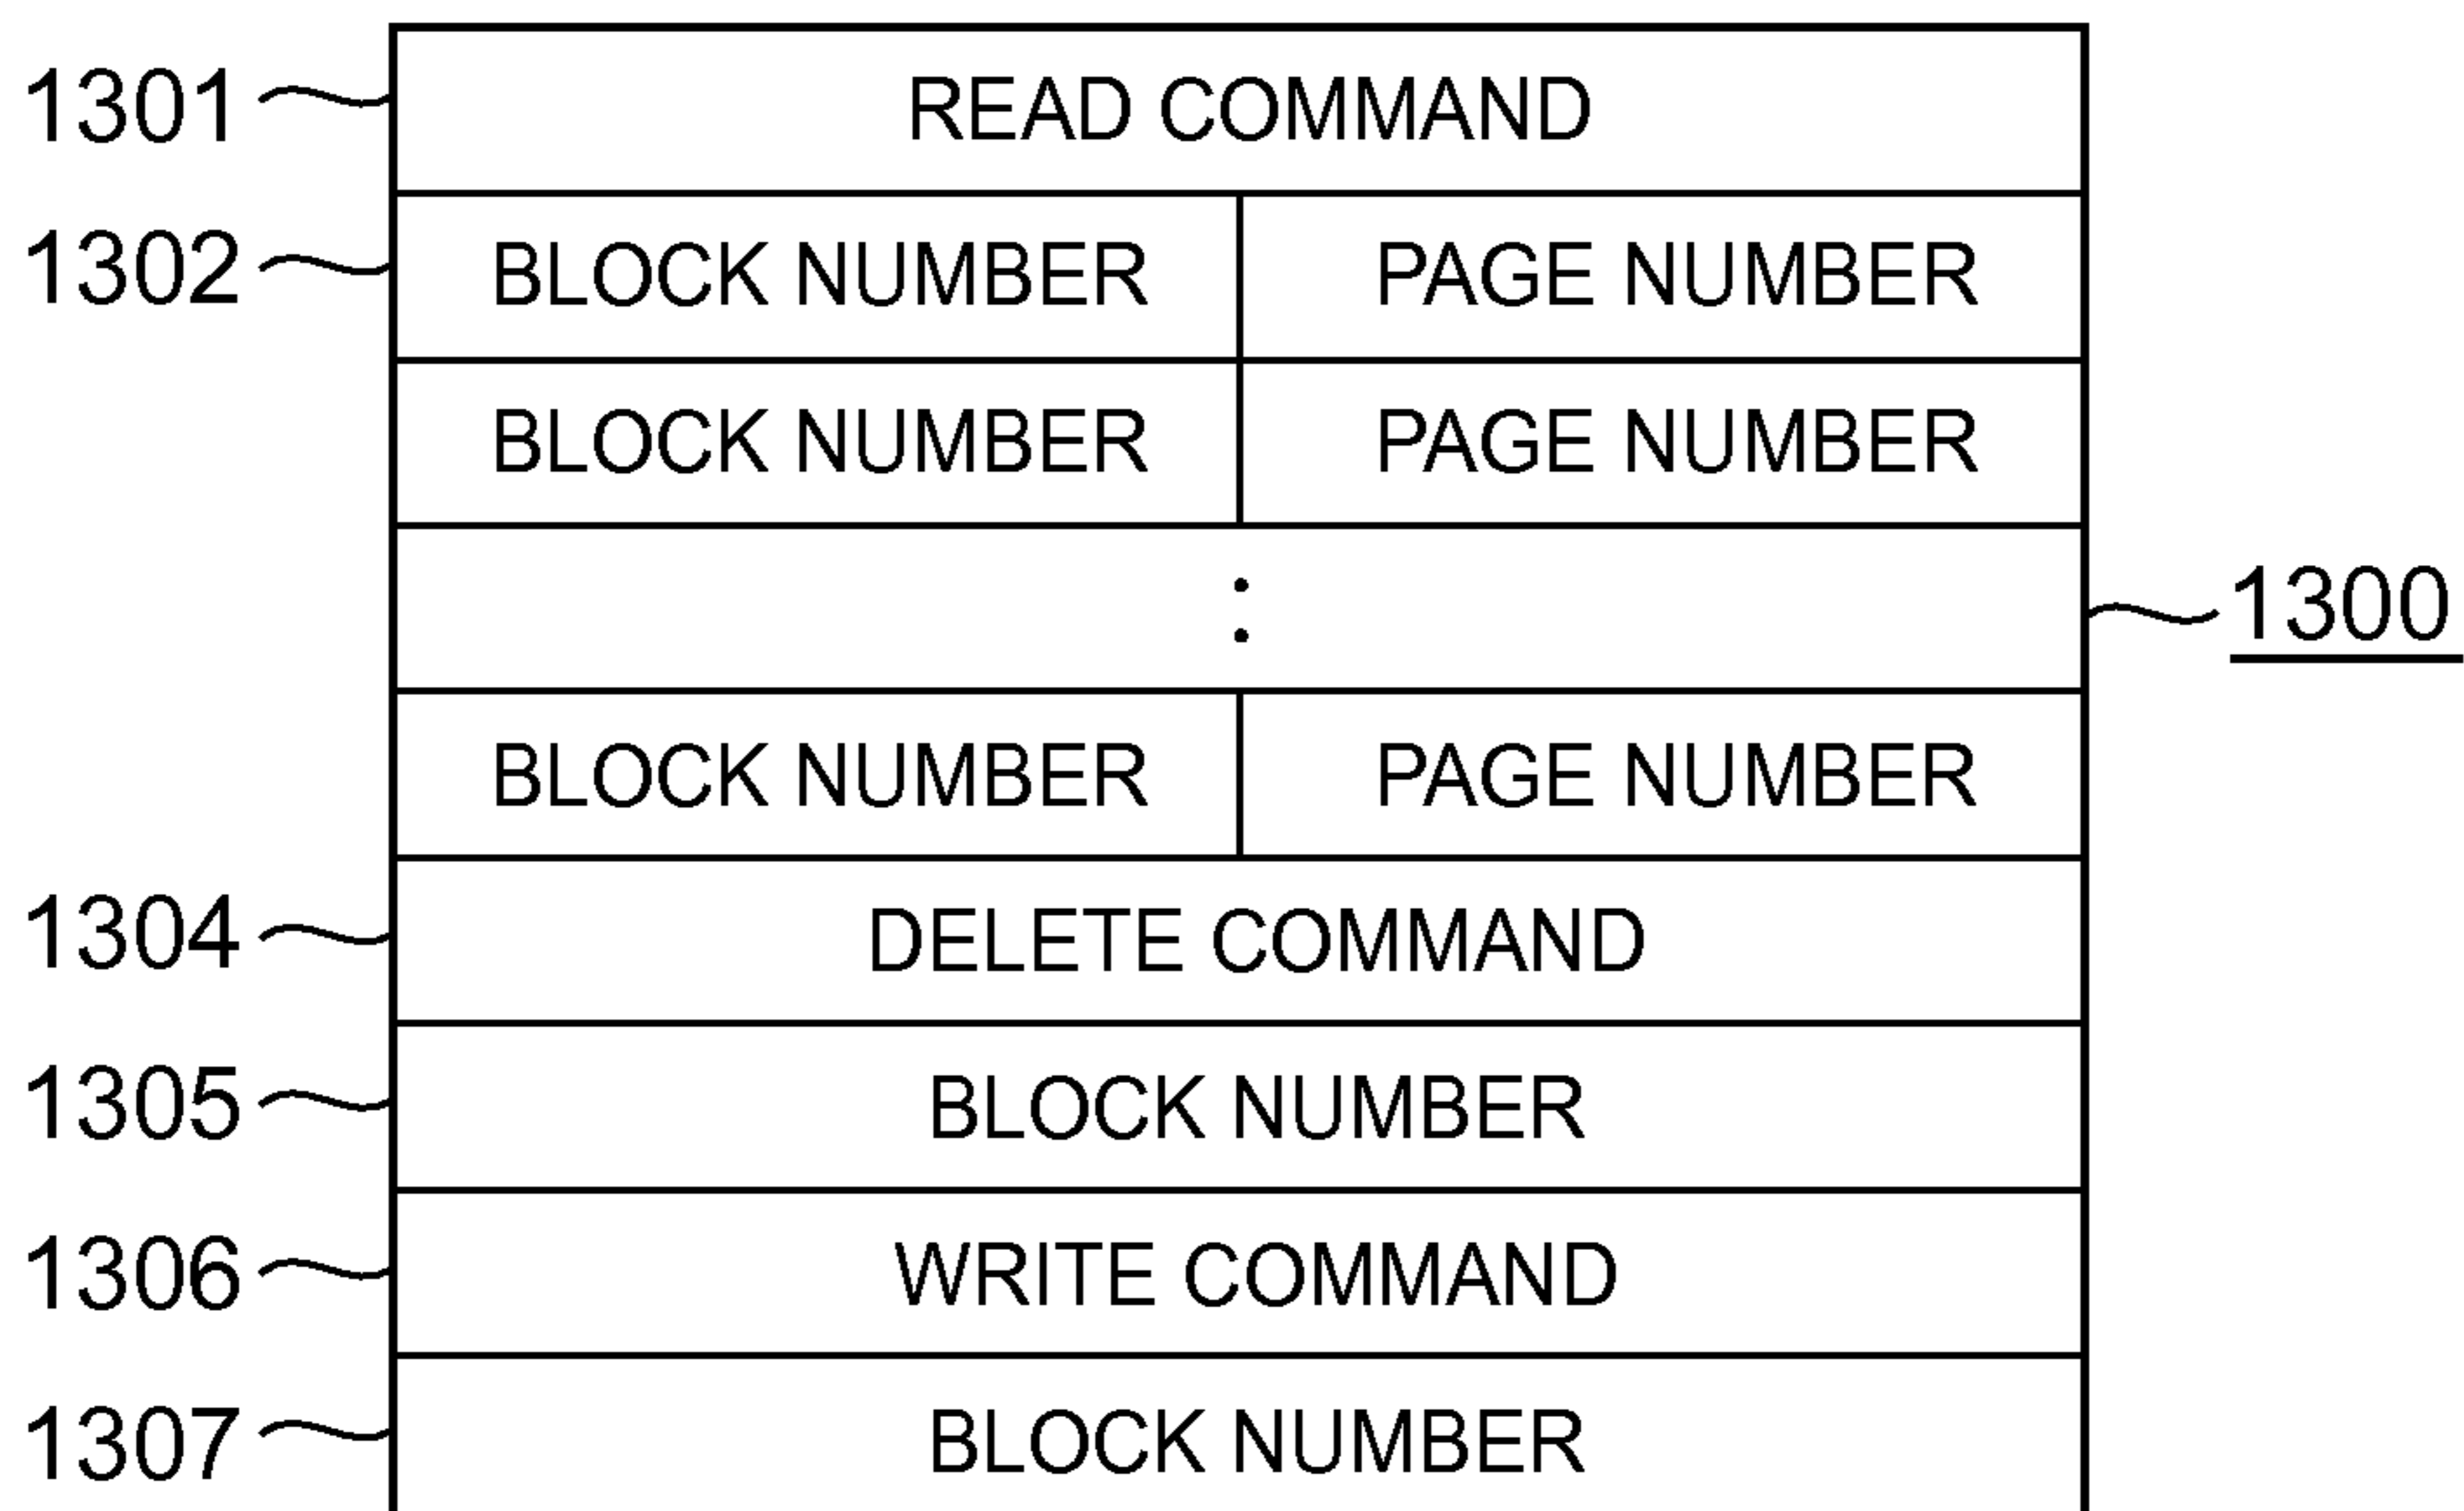 1301 READ COMMAND
1302 BLOCK NUMBER PAGE NUMBER
BLOCK NUMBER PAGE NUMBER
: 1300
BLOCK NUMBER PAGE NUMBER
1304 DELETE COMMAND
1305 BLOCK NUMBER
1306 WRITE COMMAND
1307 BLOCK NUMBER